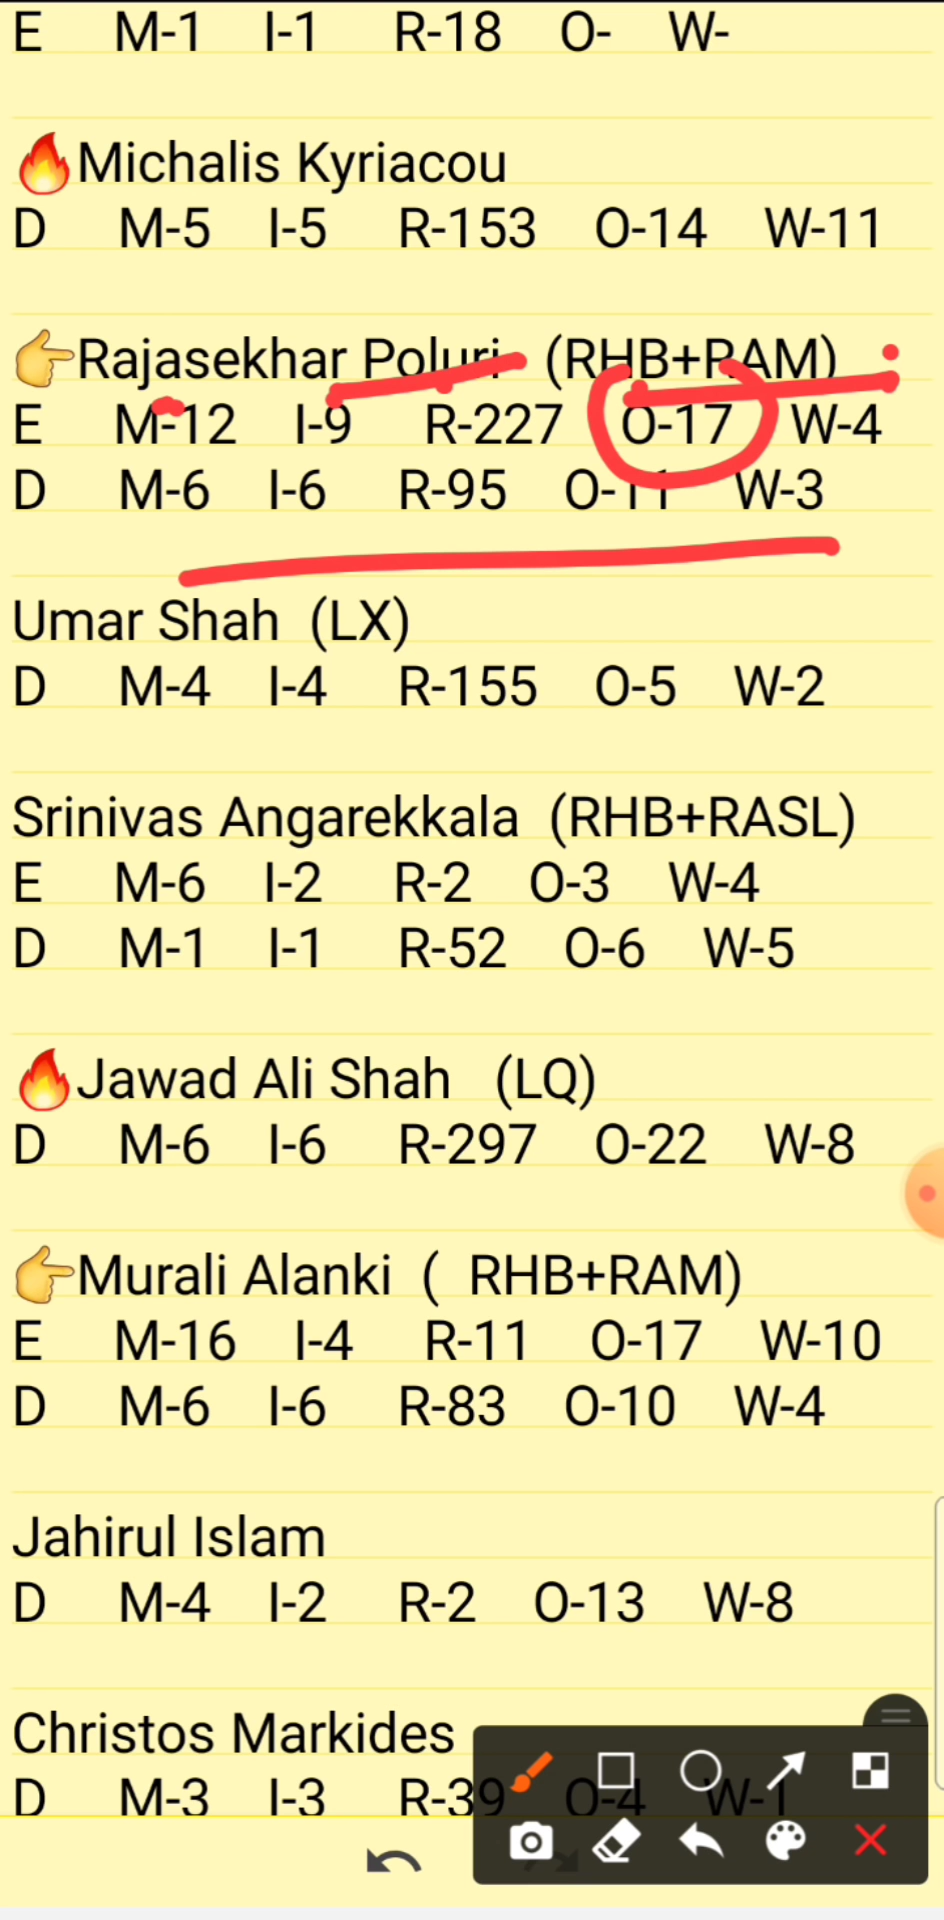 E M-1 I-1 R-18 O- W-
🔥Michalis Kyriacou
D M-5 I-5 R-153 O-14 W-11
👉Rajasekhar Poluri (RHB+RAM)
E M-12 I-9 R-227 O-17 W-4
D M-6 I-6 R-95 O-11 W-3
Umar Shah (LX)
D M-4 I-4 R-155 O-5 W-2
Srinivas Angarekkala (RHB+RASL)
E M-6 I-2 R-2 O-3 W-4
D M-1 I-1 R-52 O-6 W-5
🔥Jawad Ali Shah (LQ)
D M-6 I-6 R-297 O-22 W-8
👉Murali Alanki ( RHB+RAM)
E M-16 I-4 R-11 O-17 W-10
D M-6 I-6 R-83 O-10 W-4
Jahirul Islam
D M-4 I-2 R-2 O-13 W-8
Christos Markides
D M-3 I-3 R-39 O-4 W-1